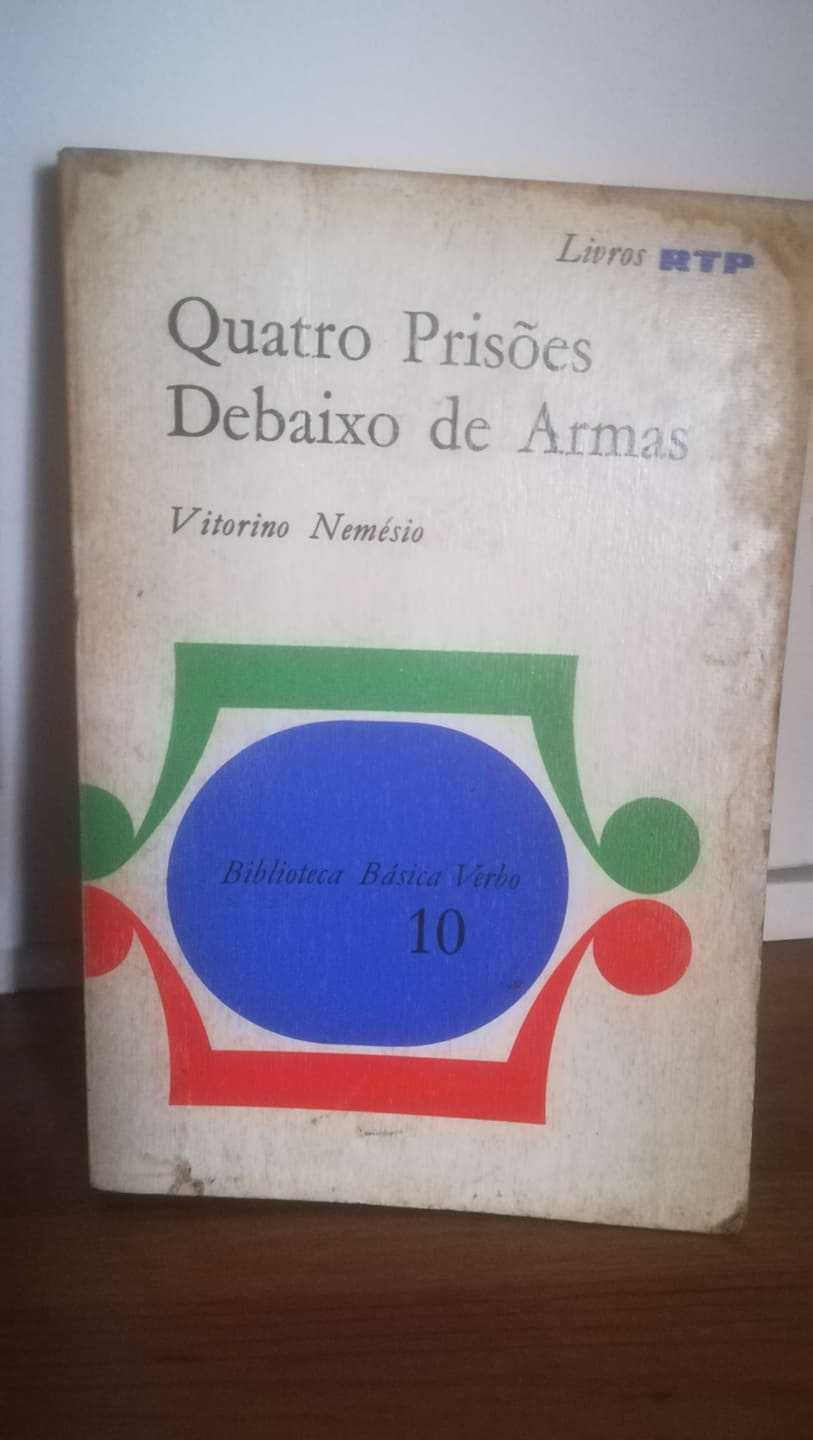 Livros RTP
Quatro Prisões
Debaixo de Armas
Vitorino Nemésio
Biblioteca Básica Verbo
10